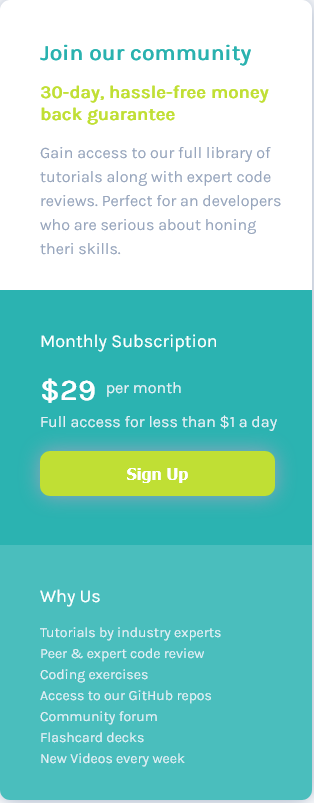 Join our community
30-day, hassle-free money
back guarantee
Gain access to our full library of
tutorials along with expert code
reviews. Perfect for an developers
who are serious about honing
theri skills.
Monthly Subscription
$29 per month
Full access for less than $1 a day
Sign Up
Why Us
Tutorials by industry experts
Peer & expert code review
Coding exercises
Access to our GitHub repos
Community forum
Flashcard decks
New Videos every week